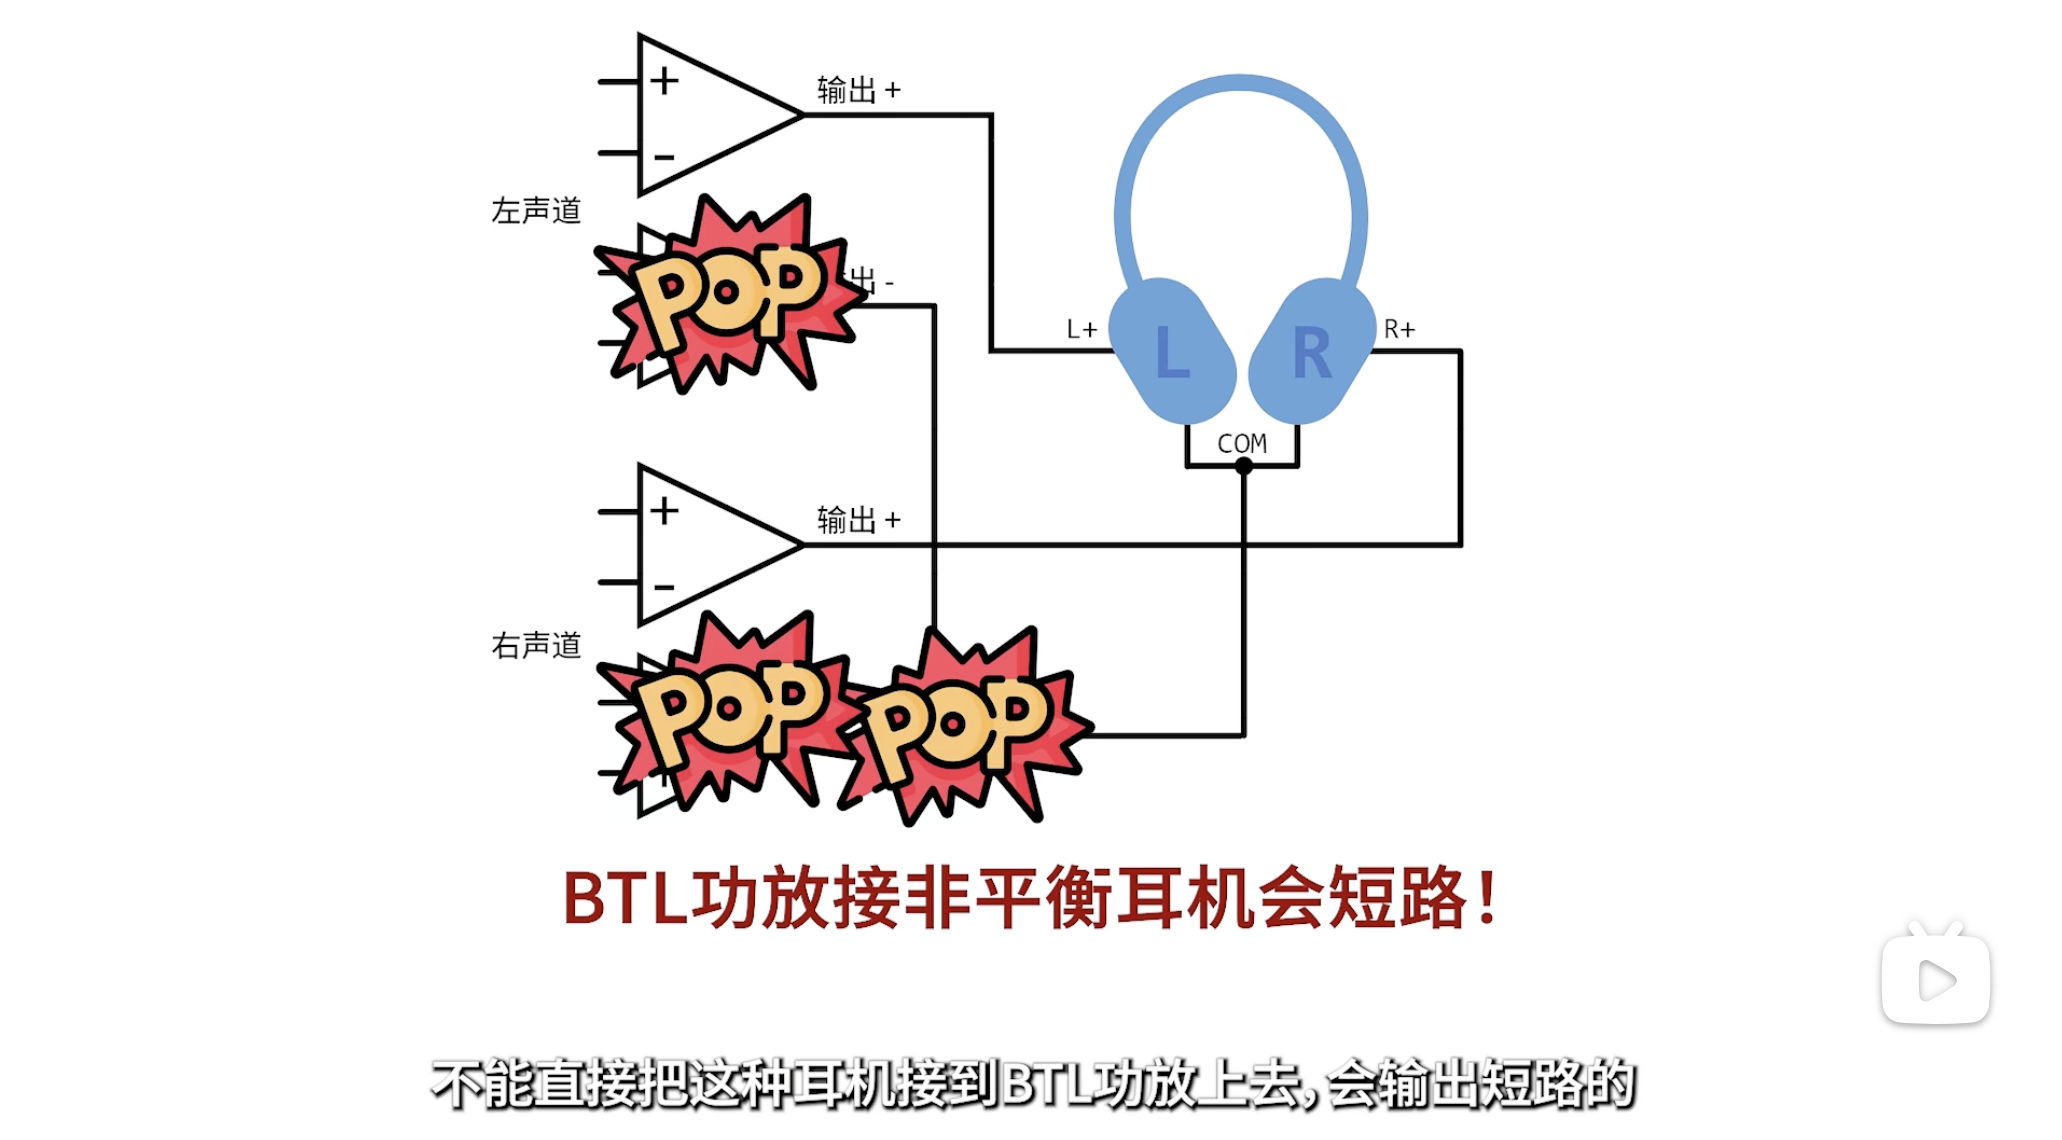 +
输出 +
-
左声道
POP
出 -
L+
R+
L
R
COM
+
输出 +
-
右声道
POP
POP
BTL功放接非平衡耳机会短路！
不能直接把这种耳机接到BTL功放上去，会输出短路的